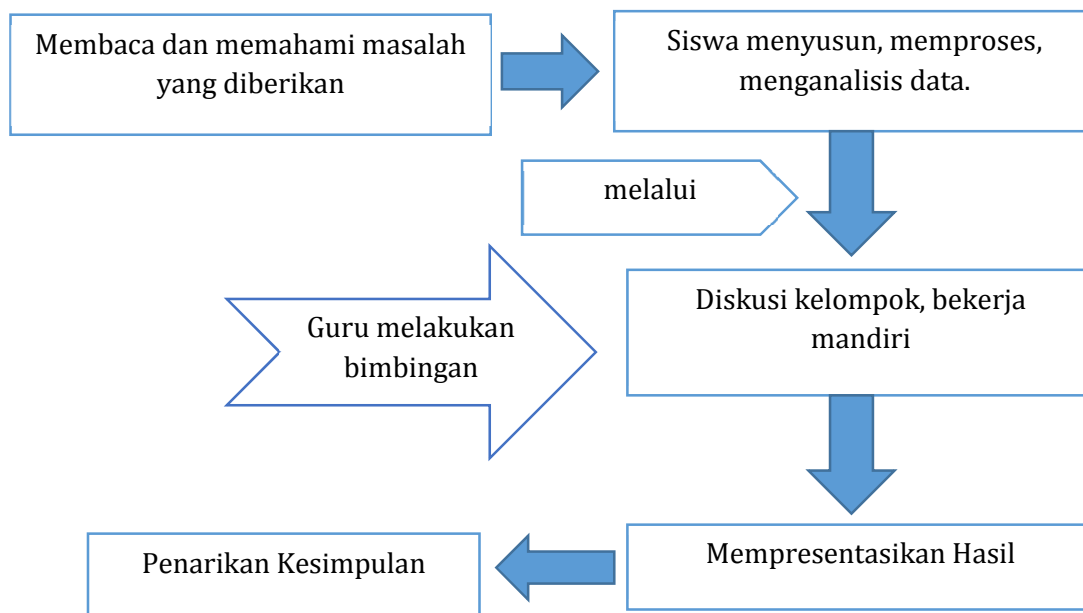 Membaca dan memahami masalah
yang diberikan
Siswa menyusun, memproses,
menganalisis data.
melalui
Guru melakukan
bimbingan
Diskusi kelompok, bekerja
mandiri
Mempresentasikan Hasil
Penarikan Kesimpulan